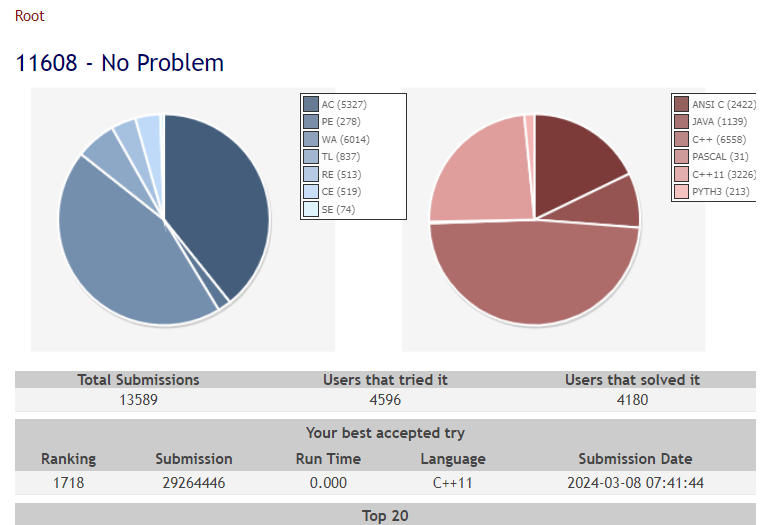 Root
11608 - No Problem
AC (5327)
PE (278)
WA (6014)
TL (837)
RE (513)
CE (519)
SE (74)
ANSI C (2422)
JAVA (1139)
C++ (6558)
PASCAL (31)
C++11 (3226)
PYTH3 (213)
Total Submissions Users that tried it Users that solved it
13589 4596 4180
Your best accepted try
Ranking Submission Run Time Language Submission Date
1718 29264446 0.000 C++11 2024-03-08 07:41:44
Top 20